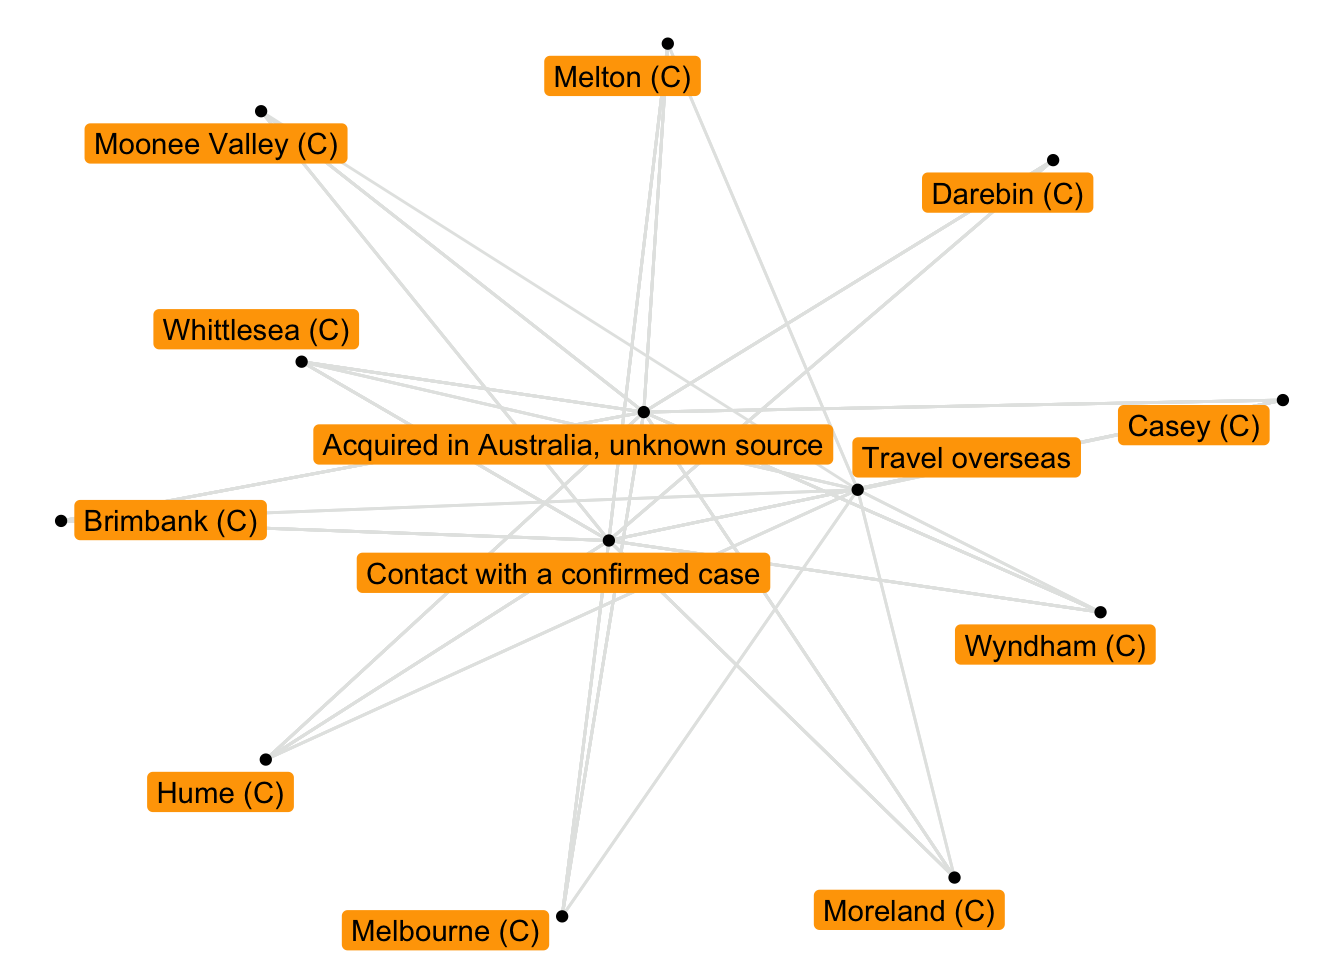 Melton (C)
Moonee Valley (C)
Darebin (C)
Whittlesea (C)
Casey (C)
Acquired in Australia, unknown source
Travel overseas
Brimbank (C)
Contact with a confirmed case
Wyndham (C)
Hume (C)
Moreland (C)
Melbourne (C)